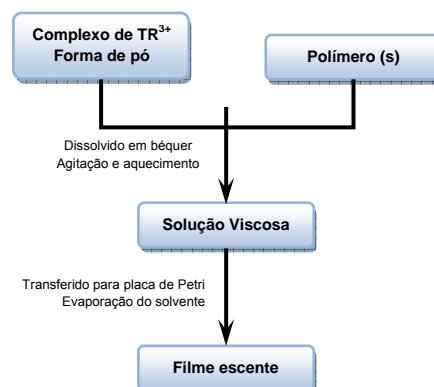 Complexo de TR³⁺
Forma de pó
Polímero (s)
Dissolvido em béquer
Agitação e aquecimento
Solução Viscosa
Transferido para placa de Petri
Evaporação do solvente
Filme escente